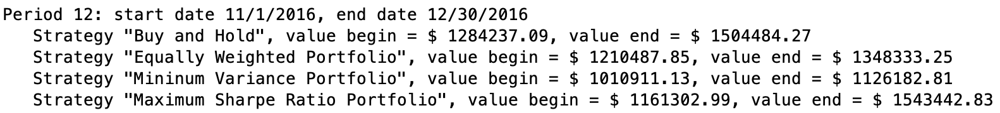 Period 12: start date 11/1/2016, end date 12/30/2016
Strategy "Buy and Hold", value begin = $ 1284237.09, value end = $ 1504484.27
Strategy "Equally Weighted Portfolio", value begin = $ 1210487.85, value end = $ 1348333.25
Strategy "Mininum Variance Portfolio", value begin = $ 1010911.13, value end = $ 1126182.81
Strategy "Maximum Sharpe Ratio Portfolio", value begin = $ 1161302.99, value end = $ 1543442.83